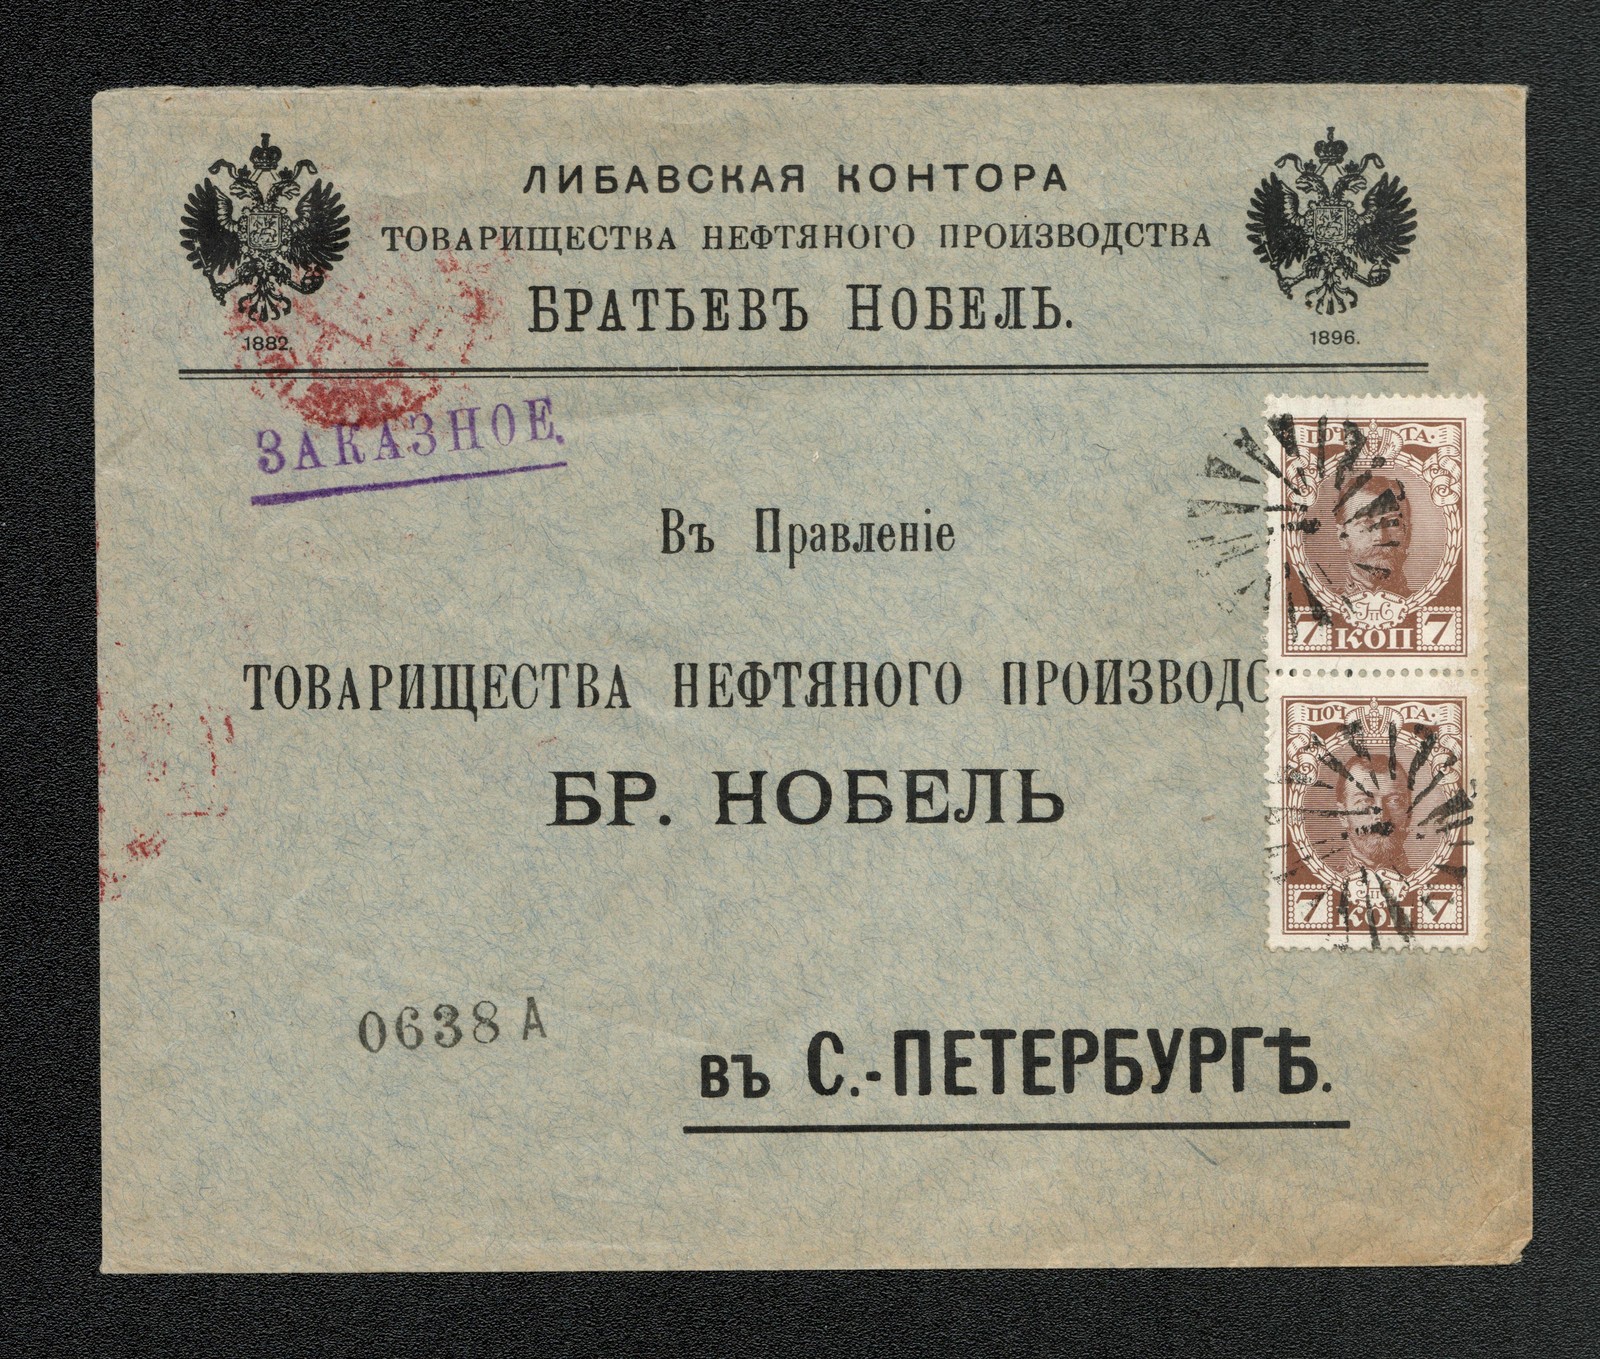 ЛИБАВСКАЯ КОНТОРА
ТОВАРИЩЕСТВА НЕФТЯНОГО ПРОИЗВОДСТВА
БРАТЬЕВЪ НОБЕЛЬ.
1882.
1896.
ЗАКАЗНОЕ.
ПОЧТА.
7 КОП 7
Въ Правленіе
ТОВАРИЩЕСТВА НЕФТЯНОГО ПРОИЗВОДС
ПОЧТА.
7 КОП 7
БР. НОБЕЛЬ
0638 А
въ С.-ПЕТЕРБУРГѢ.